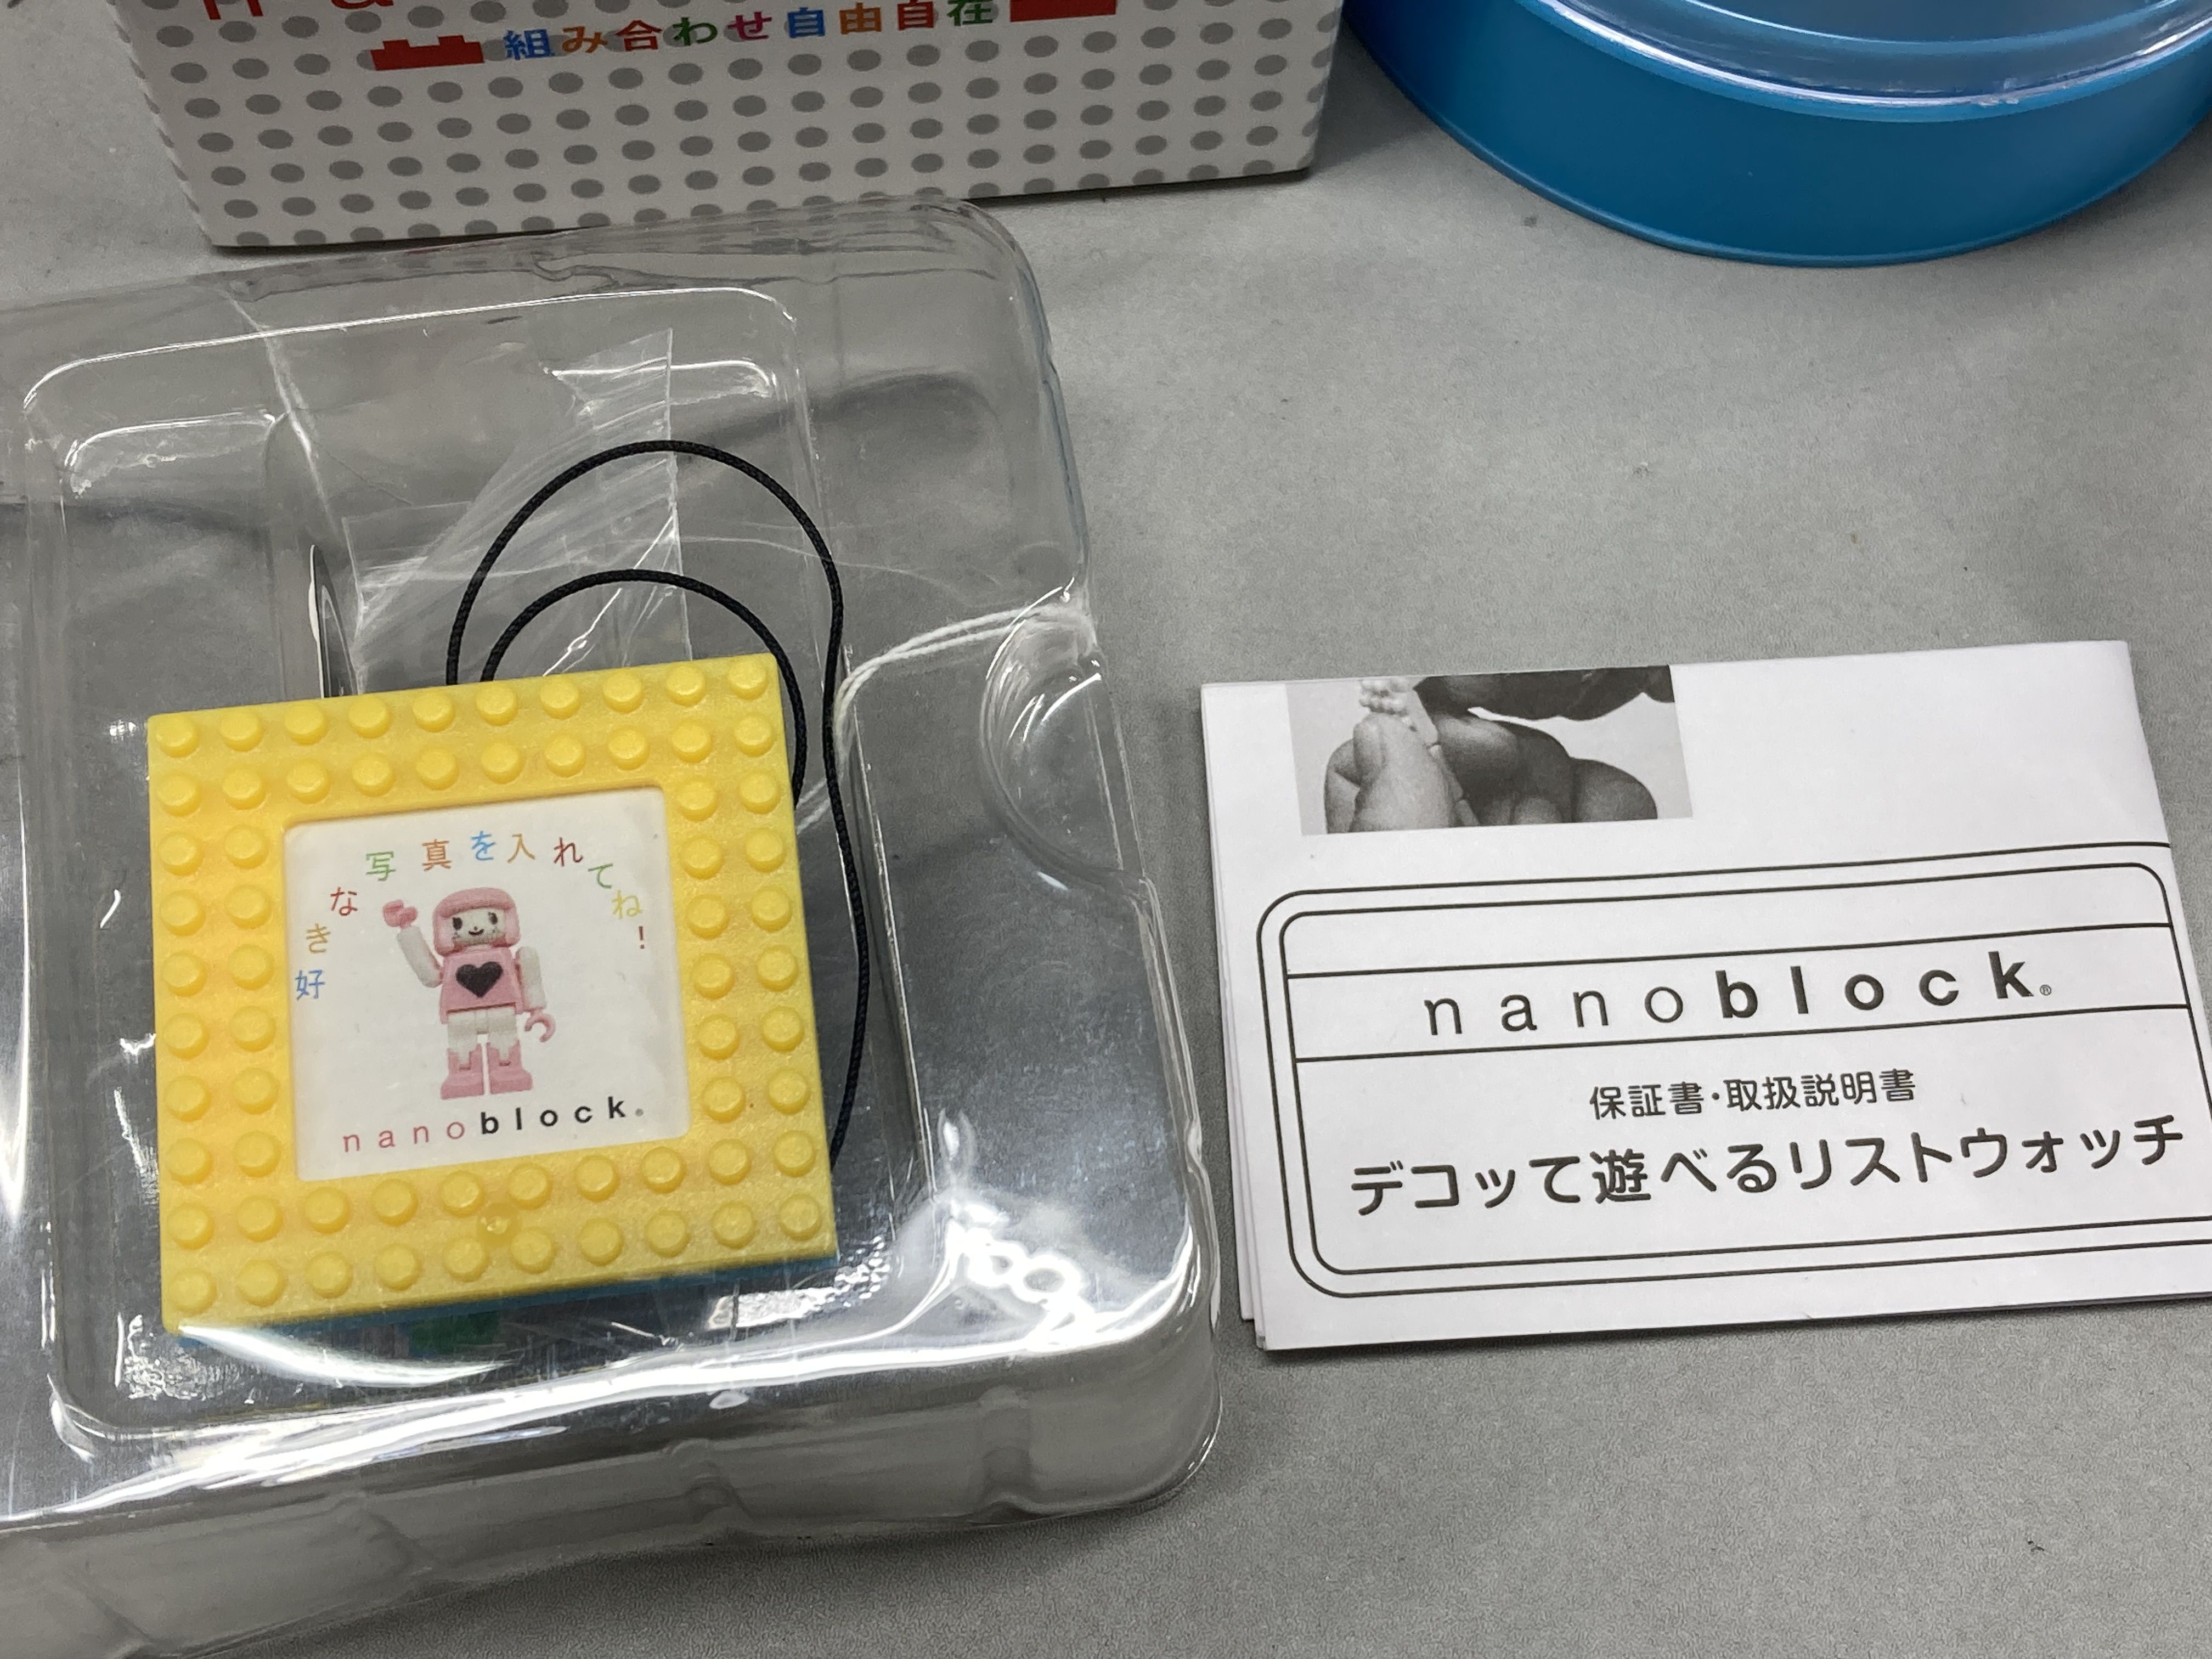 組み合わせ自由自在
好きな写真を入れてね!
nanoblock®
nanoblock®
保証書・取扱説明書
デコッて遊べるリストウォッチ